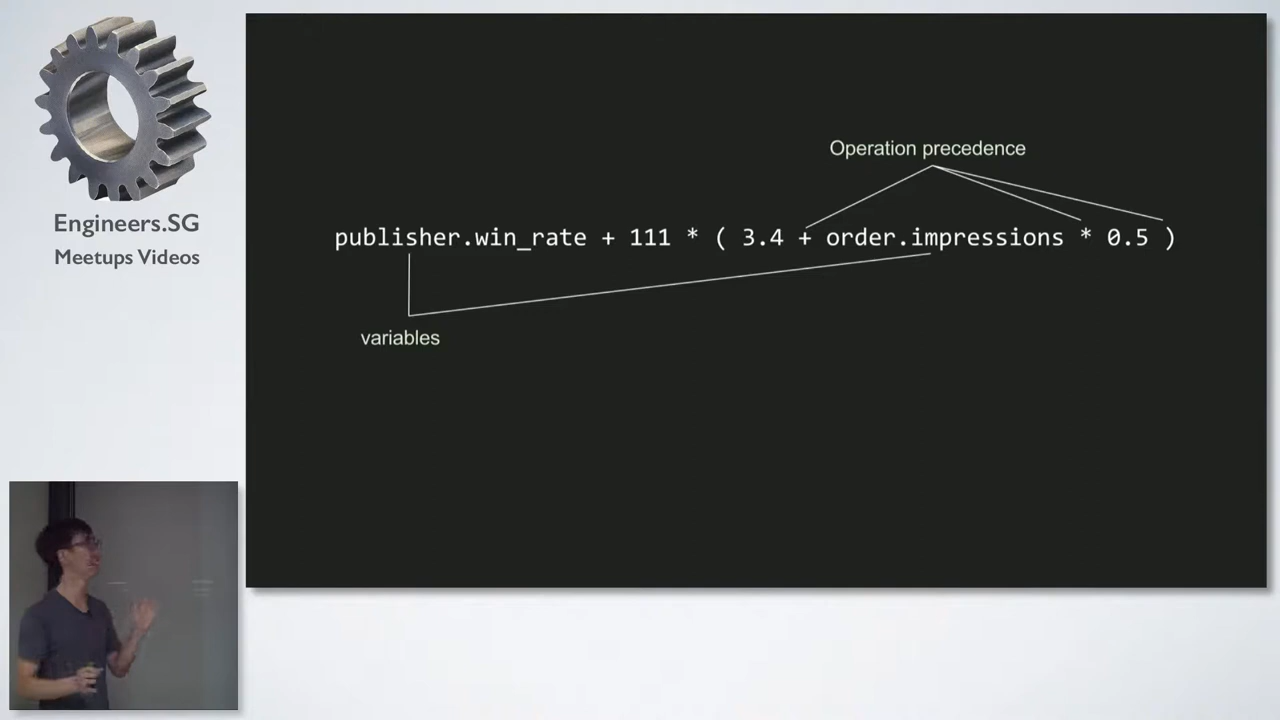 Engineers.SG
Meetups Videos
Operation precedence
publisher.win_rate + 111 * ( 3.4 + order.impressions * 0.5 )
variables